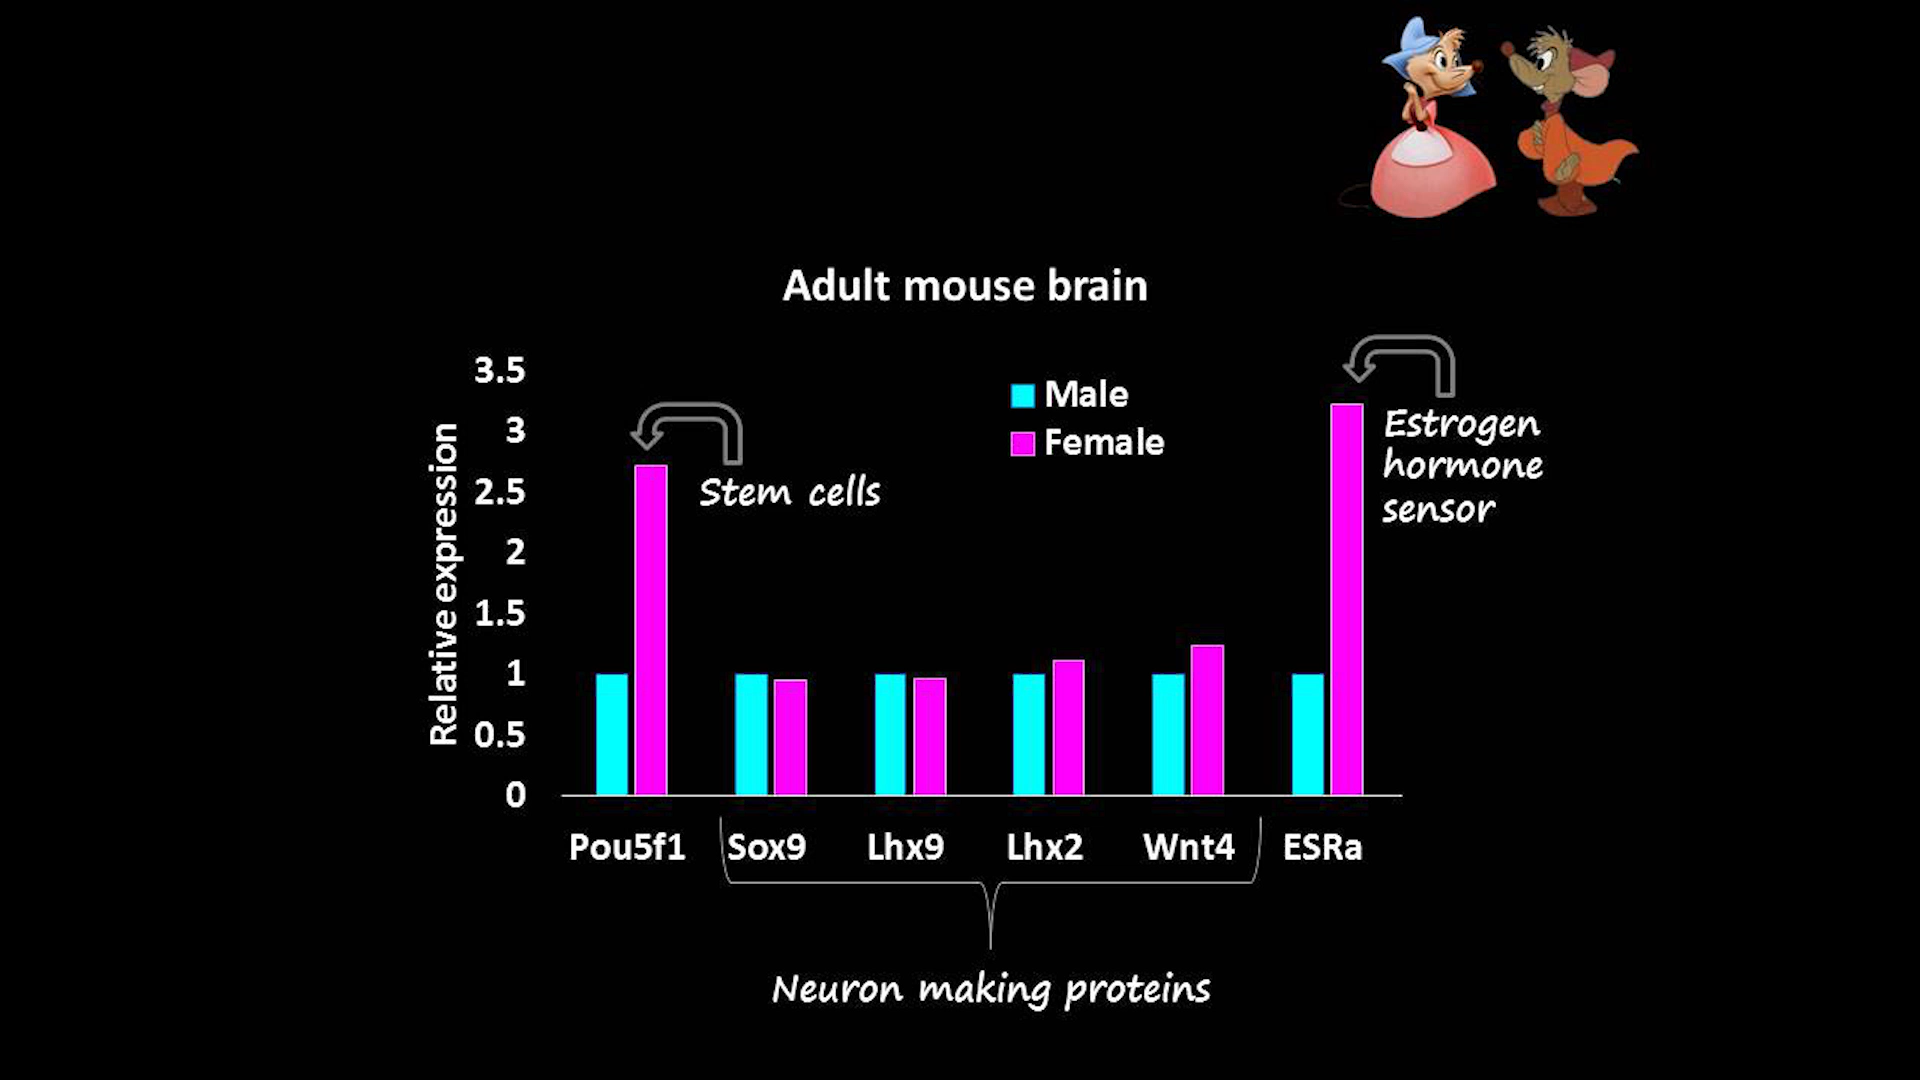 Adult mouse brain
3.5
3
2.5
2
1.5
1
0.5
0
Relative expression
Male
Female
Stem cells
Estrogen
hormone
sensor
Pou5f1 Sox9 Lhx9 Lhx2 Wnt4 ESRa
Neuron making proteins